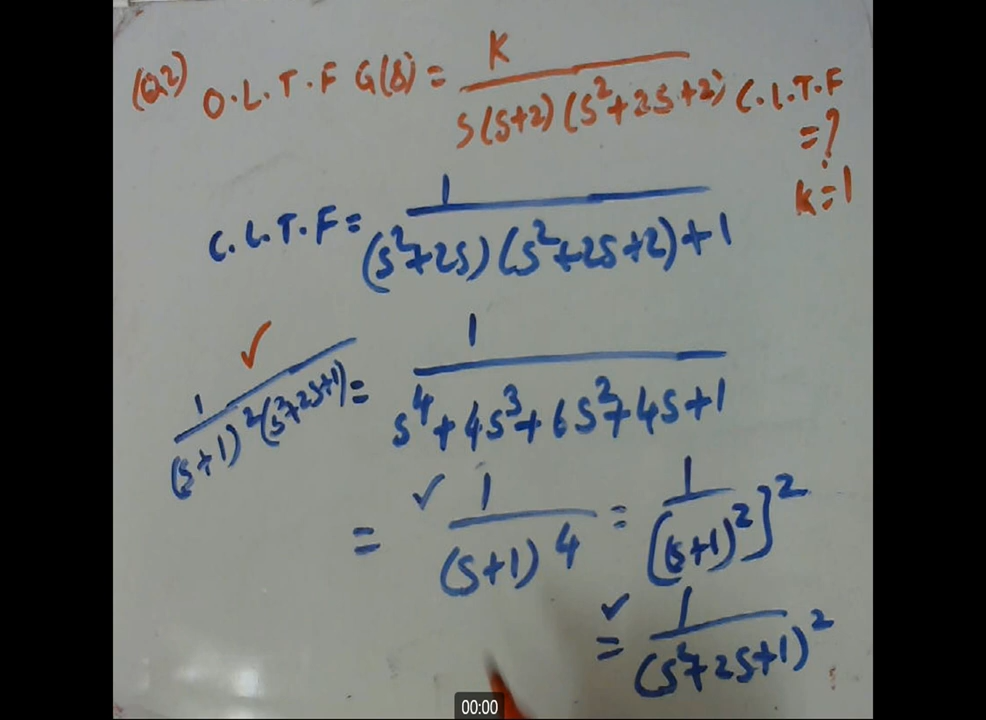 (Q2) O.L.T.F G(s) = K / s(s+2)(s²+2s+2) C.L.T.F
= ?
k=1
C.L.T.F = 1 / (s²+2s)(s²+2s+2)+1
✓ 1 / (s+1)²(s²+2s+1) = 1 / s⁴+4s³+6s²+4s+1
= ✓ 1 / (s+1)⁴ = 1 / [(s+1)²]²
✓ = 1 / (s²+2s+1)²
00:00